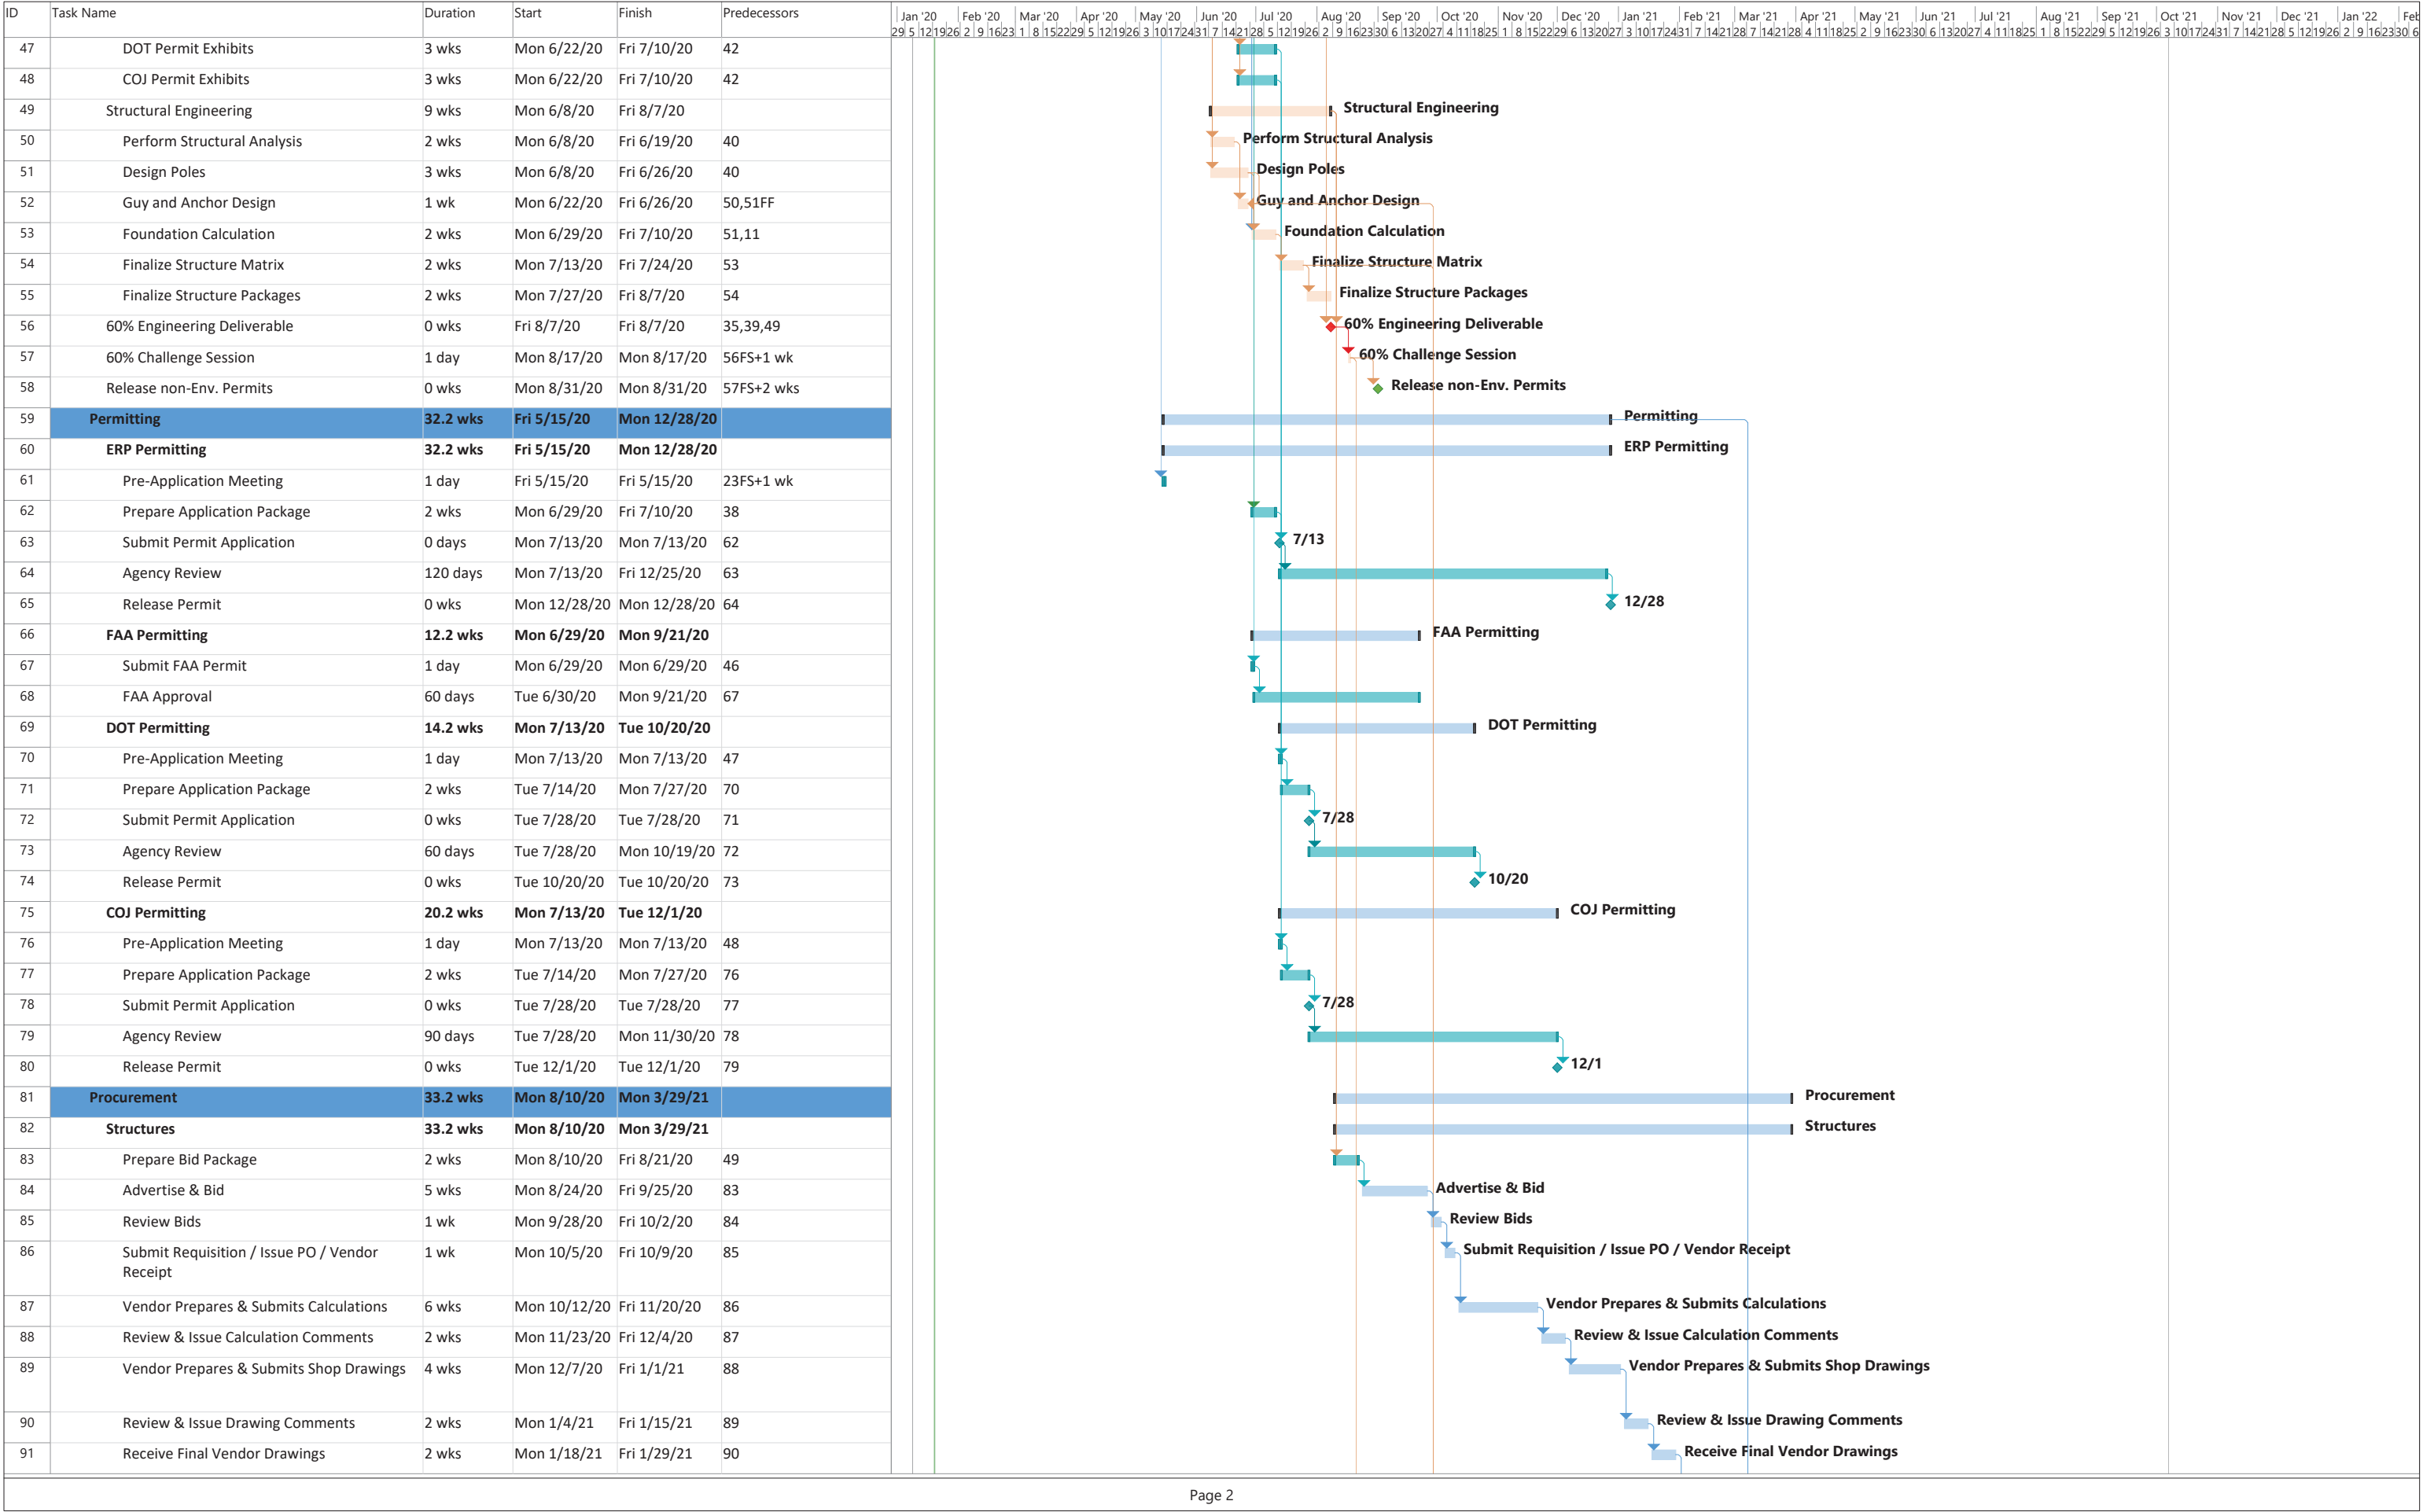 ID Task Name Duration Start Finish Predecessors
Jan '20 Feb '20 Mar '20 Apr '20 May '20 Jun '20 Jul '20 Aug '20 Sep '20 Oct '20 Nov '20 Dec '20 Jan '21 Feb '21 Mar '21 Apr '21 May '21 Jun '21 Jul '21 Aug '21 Sep '21 Oct '21 Nov '21 Dec '21 Jan '22 Feb
47 DOT Permit Exhibits 3 wks Mon 6/22/20 Fri 7/10/20 42
48 COJ Permit Exhibits 3 wks Mon 6/22/20 Fri 7/10/20 42
49 Structural Engineering 9 wks Mon 6/8/20 Fri 8/7/20 Structural Engineering
50 Perform Structural Analysis 2 wks Mon 6/8/20 Fri 6/19/20 40 Perform Structural Analysis
51 Design Poles 3 wks Mon 6/8/20 Fri 6/26/20 40 Design Poles
52 Guy and Anchor Design 1 wk Mon 6/22/20 Fri 6/26/20 50,51FF Guy and Anchor Design
53 Foundation Calculation 2 wks Mon 6/29/20 Fri 7/10/20 51,11 Foundation Calculation
54 Finalize Structure Matrix 2 wks Mon 7/13/20 Fri 7/24/20 53 Finalize Structure Matrix
55 Finalize Structure Packages 2 wks Mon 7/27/20 Fri 8/7/20 54 Finalize Structure Packages
56 60% Engineering Deliverable 0 wks Fri 8/7/20 Fri 8/7/20 35,39,49 60% Engineering Deliverable
57 60% Challenge Session 1 day Mon 8/17/20 Mon 8/17/20 56FS+1 wk 60% Challenge Session
58 Release non-Env. Permits 0 wks Mon 8/31/20 Mon 8/31/20 57FS+2 wks Release non-Env. Permits
59 Permitting 32.2 wks Fri 5/15/20 Mon 12/28/20 Permitting
60 ERP Permitting 32.2 wks Fri 5/15/20 Mon 12/28/20 ERP Permitting
61 Pre-Application Meeting 1 day Fri 5/15/20 Fri 5/15/20 23FS+1 wk
62 Prepare Application Package 2 wks Mon 6/29/20 Fri 7/10/20 38
63 Submit Permit Application 0 days Mon 7/13/20 Mon 7/13/20 62 7/13
64 Agency Review 120 days Mon 7/13/20 Fri 12/25/20 63
65 Release Permit 0 wks Mon 12/28/20 Mon 12/28/20 64 12/28
66 FAA Permitting 12.2 wks Mon 6/29/20 Mon 9/21/20 FAA Permitting
67 Submit FAA Permit 1 day Mon 6/29/20 Mon 6/29/20 46
68 FAA Approval 60 days Tue 6/30/20 Mon 9/21/20 67
69 DOT Permitting 14.2 wks Mon 7/13/20 Tue 10/20/20 DOT Permitting
70 Pre-Application Meeting 1 day Mon 7/13/20 Mon 7/13/20 47
71 Prepare Application Package 2 wks Tue 7/14/20 Mon 7/27/20 70
72 Submit Permit Application 0 wks Tue 7/28/20 Tue 7/28/20 71 7/28
73 Agency Review 60 days Tue 7/28/20 Mon 10/19/20 72
74 Release Permit 0 wks Tue 10/20/20 Tue 10/20/20 73 10/20
75 COJ Permitting 20.2 wks Mon 7/13/20 Tue 12/1/20 COJ Permitting
76 Pre-Application Meeting 1 day Mon 7/13/20 Mon 7/13/20 48
77 Prepare Application Package 2 wks Tue 7/14/20 Mon 7/27/20 76
78 Submit Permit Application 0 wks Tue 7/28/20 Tue 7/28/20 77 7/28
79 Agency Review 90 days Tue 7/28/20 Mon 11/30/20 78
80 Release Permit 0 wks Tue 12/1/20 Tue 12/1/20 79 12/1
81 Procurement 33.2 wks Mon 8/10/20 Mon 3/29/21 Procurement
82 Structures 33.2 wks Mon 8/10/20 Mon 3/29/21 Structures
83 Prepare Bid Package 2 wks Mon 8/10/20 Fri 8/21/20 49
84 Advertise & Bid 5 wks Mon 8/24/20 Fri 9/25/20 83 Advertise & Bid
85 Review Bids 1 wk Mon 9/28/20 Fri 10/2/20 84 Review Bids
86 Submit Requisition / Issue PO / Vendor 1 wk Mon 10/5/20 Fri 10/9/20 85 Submit Requisition / Issue PO / Vendor Receipt
Receipt
87 Vendor Prepares & Submits Calculations 6 wks Mon 10/12/20 Fri 11/20/20 86 Vendor Prepares & Submits Calculations
88 Review & Issue Calculation Comments 2 wks Mon 11/23/20 Fri 12/4/20 87 Review & Issue Calculation Comments
89 Vendor Prepares & Submits Shop Drawings 4 wks Mon 12/7/20 Fri 1/1/21 88 Vendor Prepares & Submits Shop Drawings
90 Review & Issue Drawing Comments 2 wks Mon 1/4/21 Fri 1/15/21 89 Review & Issue Drawing Comments
91 Receive Final Vendor Drawings 2 wks Mon 1/18/21 Fri 1/29/21 90 Receive Final Vendor Drawings
Page 2